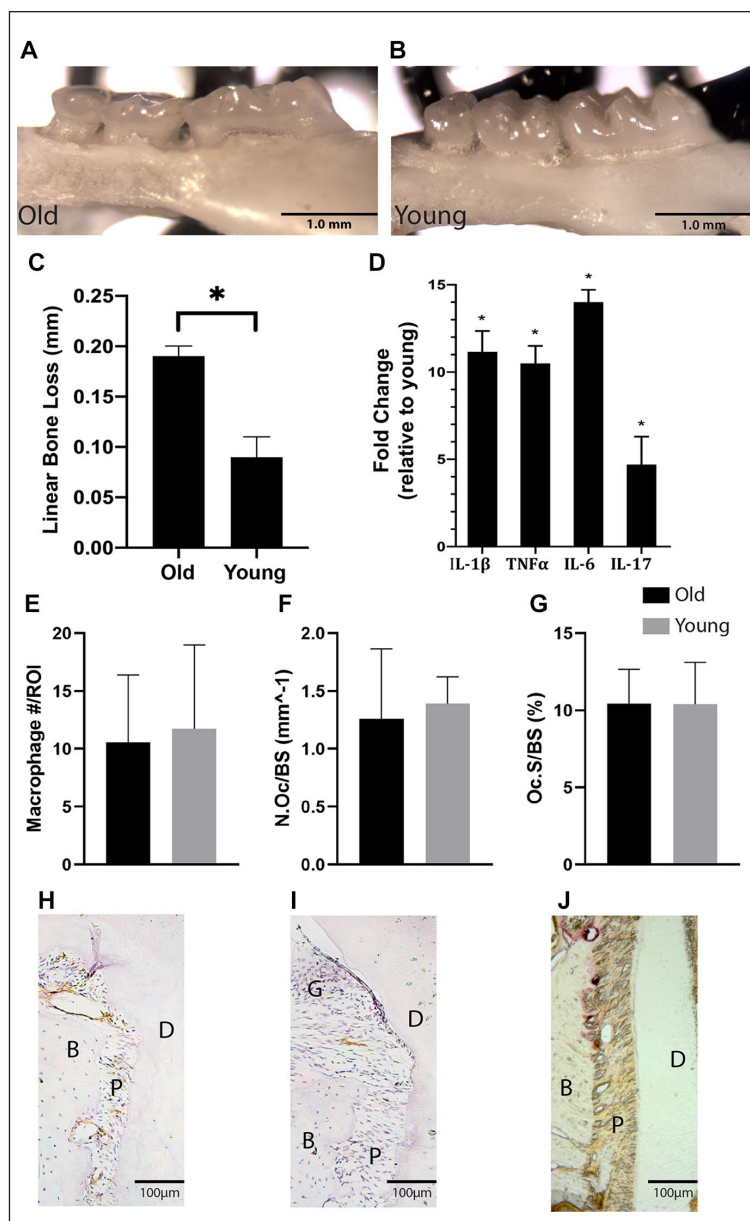 A
B
Old
1.0 mm
Young
1.0 mm
C
Linear Bone Loss (mm)
0.25
0.20
0.15
0.10
0.05
0.00
*
Old
Young
D
Fold Change
(relative to young)
15
10
5
0
*
*
*
*
IL-1β
TNFα
IL-6
IL-17
Old
Young
E
Macrophage #/ROI
20
15
10
5
0
F
N.Oc/BS (mm^-1)
2.0
1.5
1.0
0.5
0.0
G
Oc.S/BS (%)
15
10
5
0
H
B
P
D
100μm
I
G
D
B
P
100μm
J
B
P
D
100μm